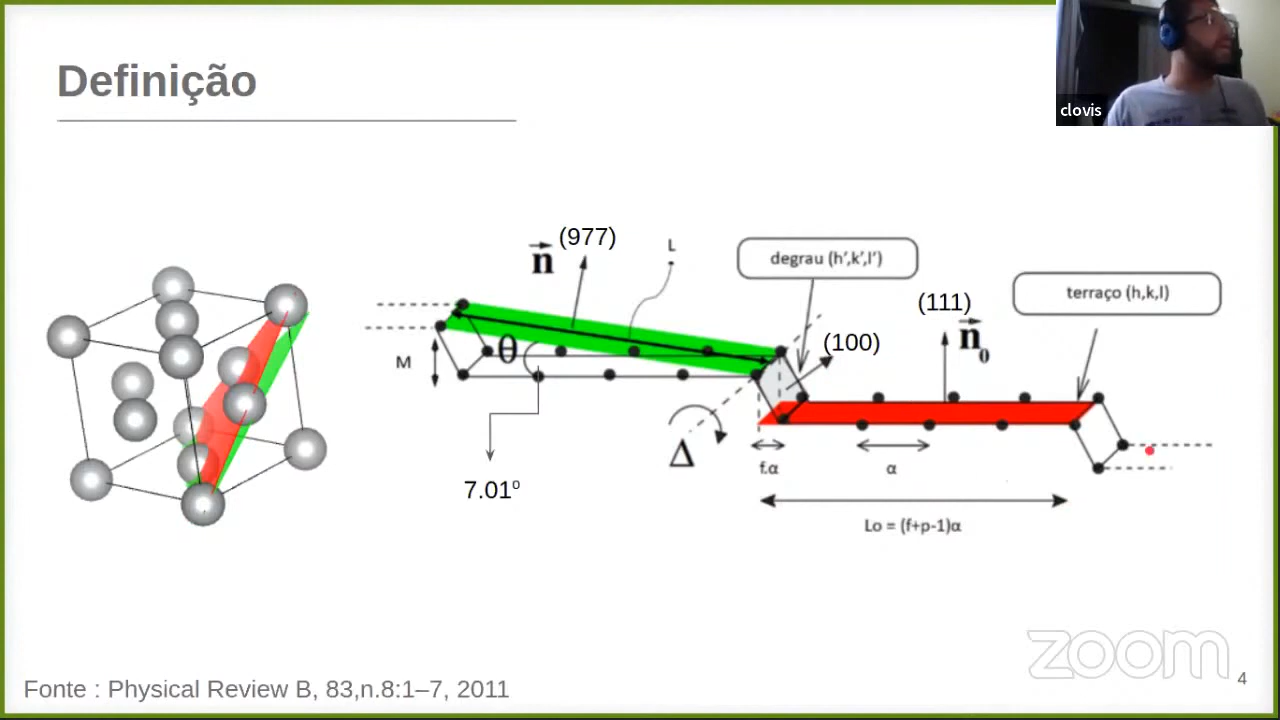 Definição
clovis
n (977)
L
degrau (h',k',l')
terraço (h,k,l)
(111)
n0
(100)
M
θ
Δ
f.α
α
7.01º
Lo = (f+p-1)α
zoom
Fonte : Physical Review B, 83,n.8:1–7, 2011
4